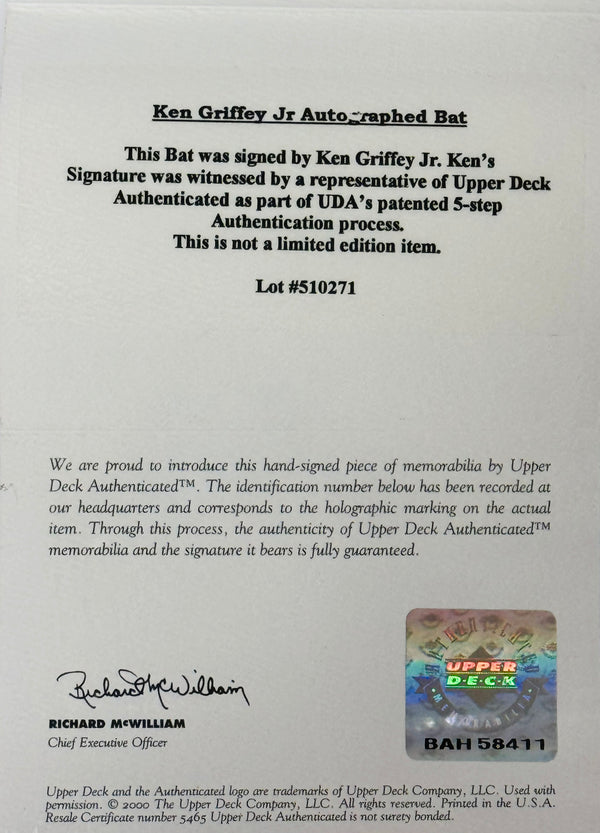 Ken Griffey Jr Autographed Bat
This Bat was signed by Ken Griffey Jr. Ken's
Signature was witnessed by a representative of Upper Deck
Authenticated as part of UDA's patented 5-step
Authentication process.
This is not a limited edition item.
Lot #510271
We are proud to introduce this hand-signed piece of memorabilia by Upper
Deck Authenticated™. The identification number below has been recorded at
our headquarters and corresponds to the holographic marking on the actual
item. Through this process, the authenticity of Upper Deck Authenticated™
memorabilia and the signature it bears is fully guaranteed.
Richard McWilliam
RICHARD McWILLIAM
Chief Executive Officer
AUTHENTICATED
UPPER
D·E·C·K
MEMORABILIA
BAH 58411
Upper Deck and the Authenticated logo are trademarks of Upper Deck Company, LLC. Used with
permission. © 2000 The Upper Deck Company, LLC. All rights reserved. Printed in the U.S.A.
Resale Certificate number 5465 Upper Deck Authenticated is not surety bonded.